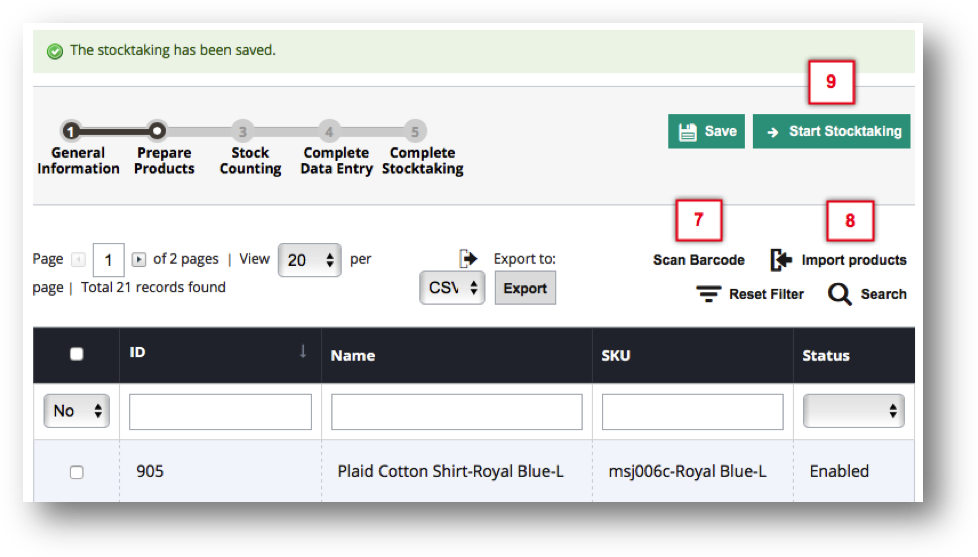 The stocktaking has been saved.
9
Save
Start Stocktaking
1
3
4
5
General Information
Prepare Products
Stock Counting
Complete Data Entry
Complete Stocktaking
7
8
Page 1 of 2 pages | View 20 per
page | Total 21 records found
Export to:
CSV
Export
Scan Barcode
Import products
Reset Filter
Search
ID
Name
SKU
Status
No
905
Plaid Cotton Shirt-Royal Blue-L
msj006c-Royal Blue-L
Enabled